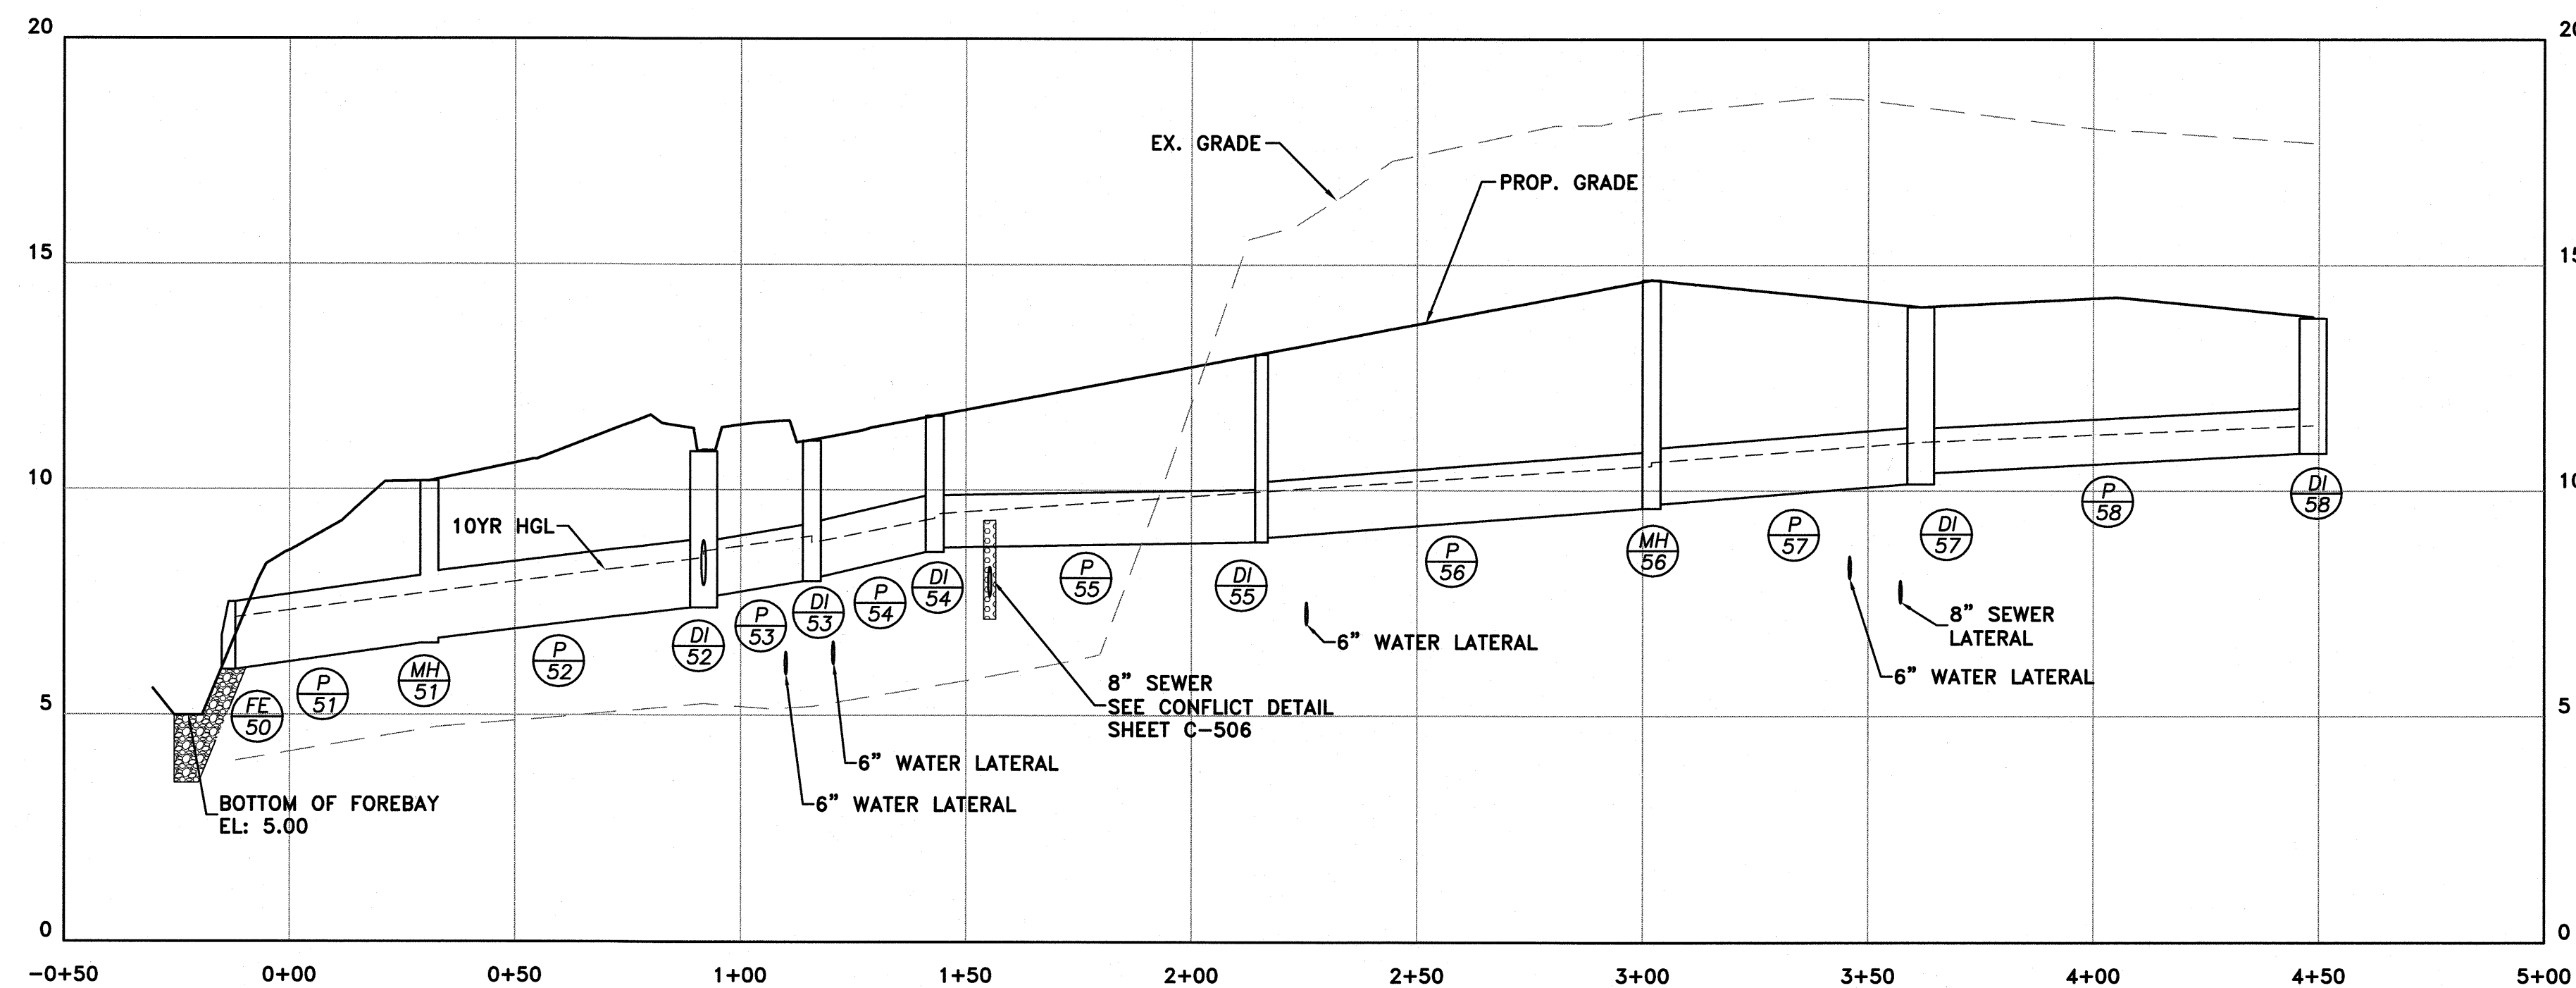 20
20
EX. GRADE
PROP. GRADE
15
15
10
10
10YR HGL
P
58
DI
58
P
57
DI
57
MH
56
P
56
P
55
DI
55
DI
54
P
54
DI
53
P
53
DI
52
P
52
MH
51
P
51
FE
50
8" SEWER
LATERAL
6" WATER LATERAL
6" WATER LATERAL
8" SEWER
SEE CONFLICT DETAIL
SHEET C-506
5
5
6" WATER LATERAL
6" WATER LATERAL
BOTTOM OF FOREBAY
EL: 5.00
0
0
-0+50 0+00 0+50 1+00 1+50 2+00 2+50 3+00 3+50 4+00 4+50 5+00